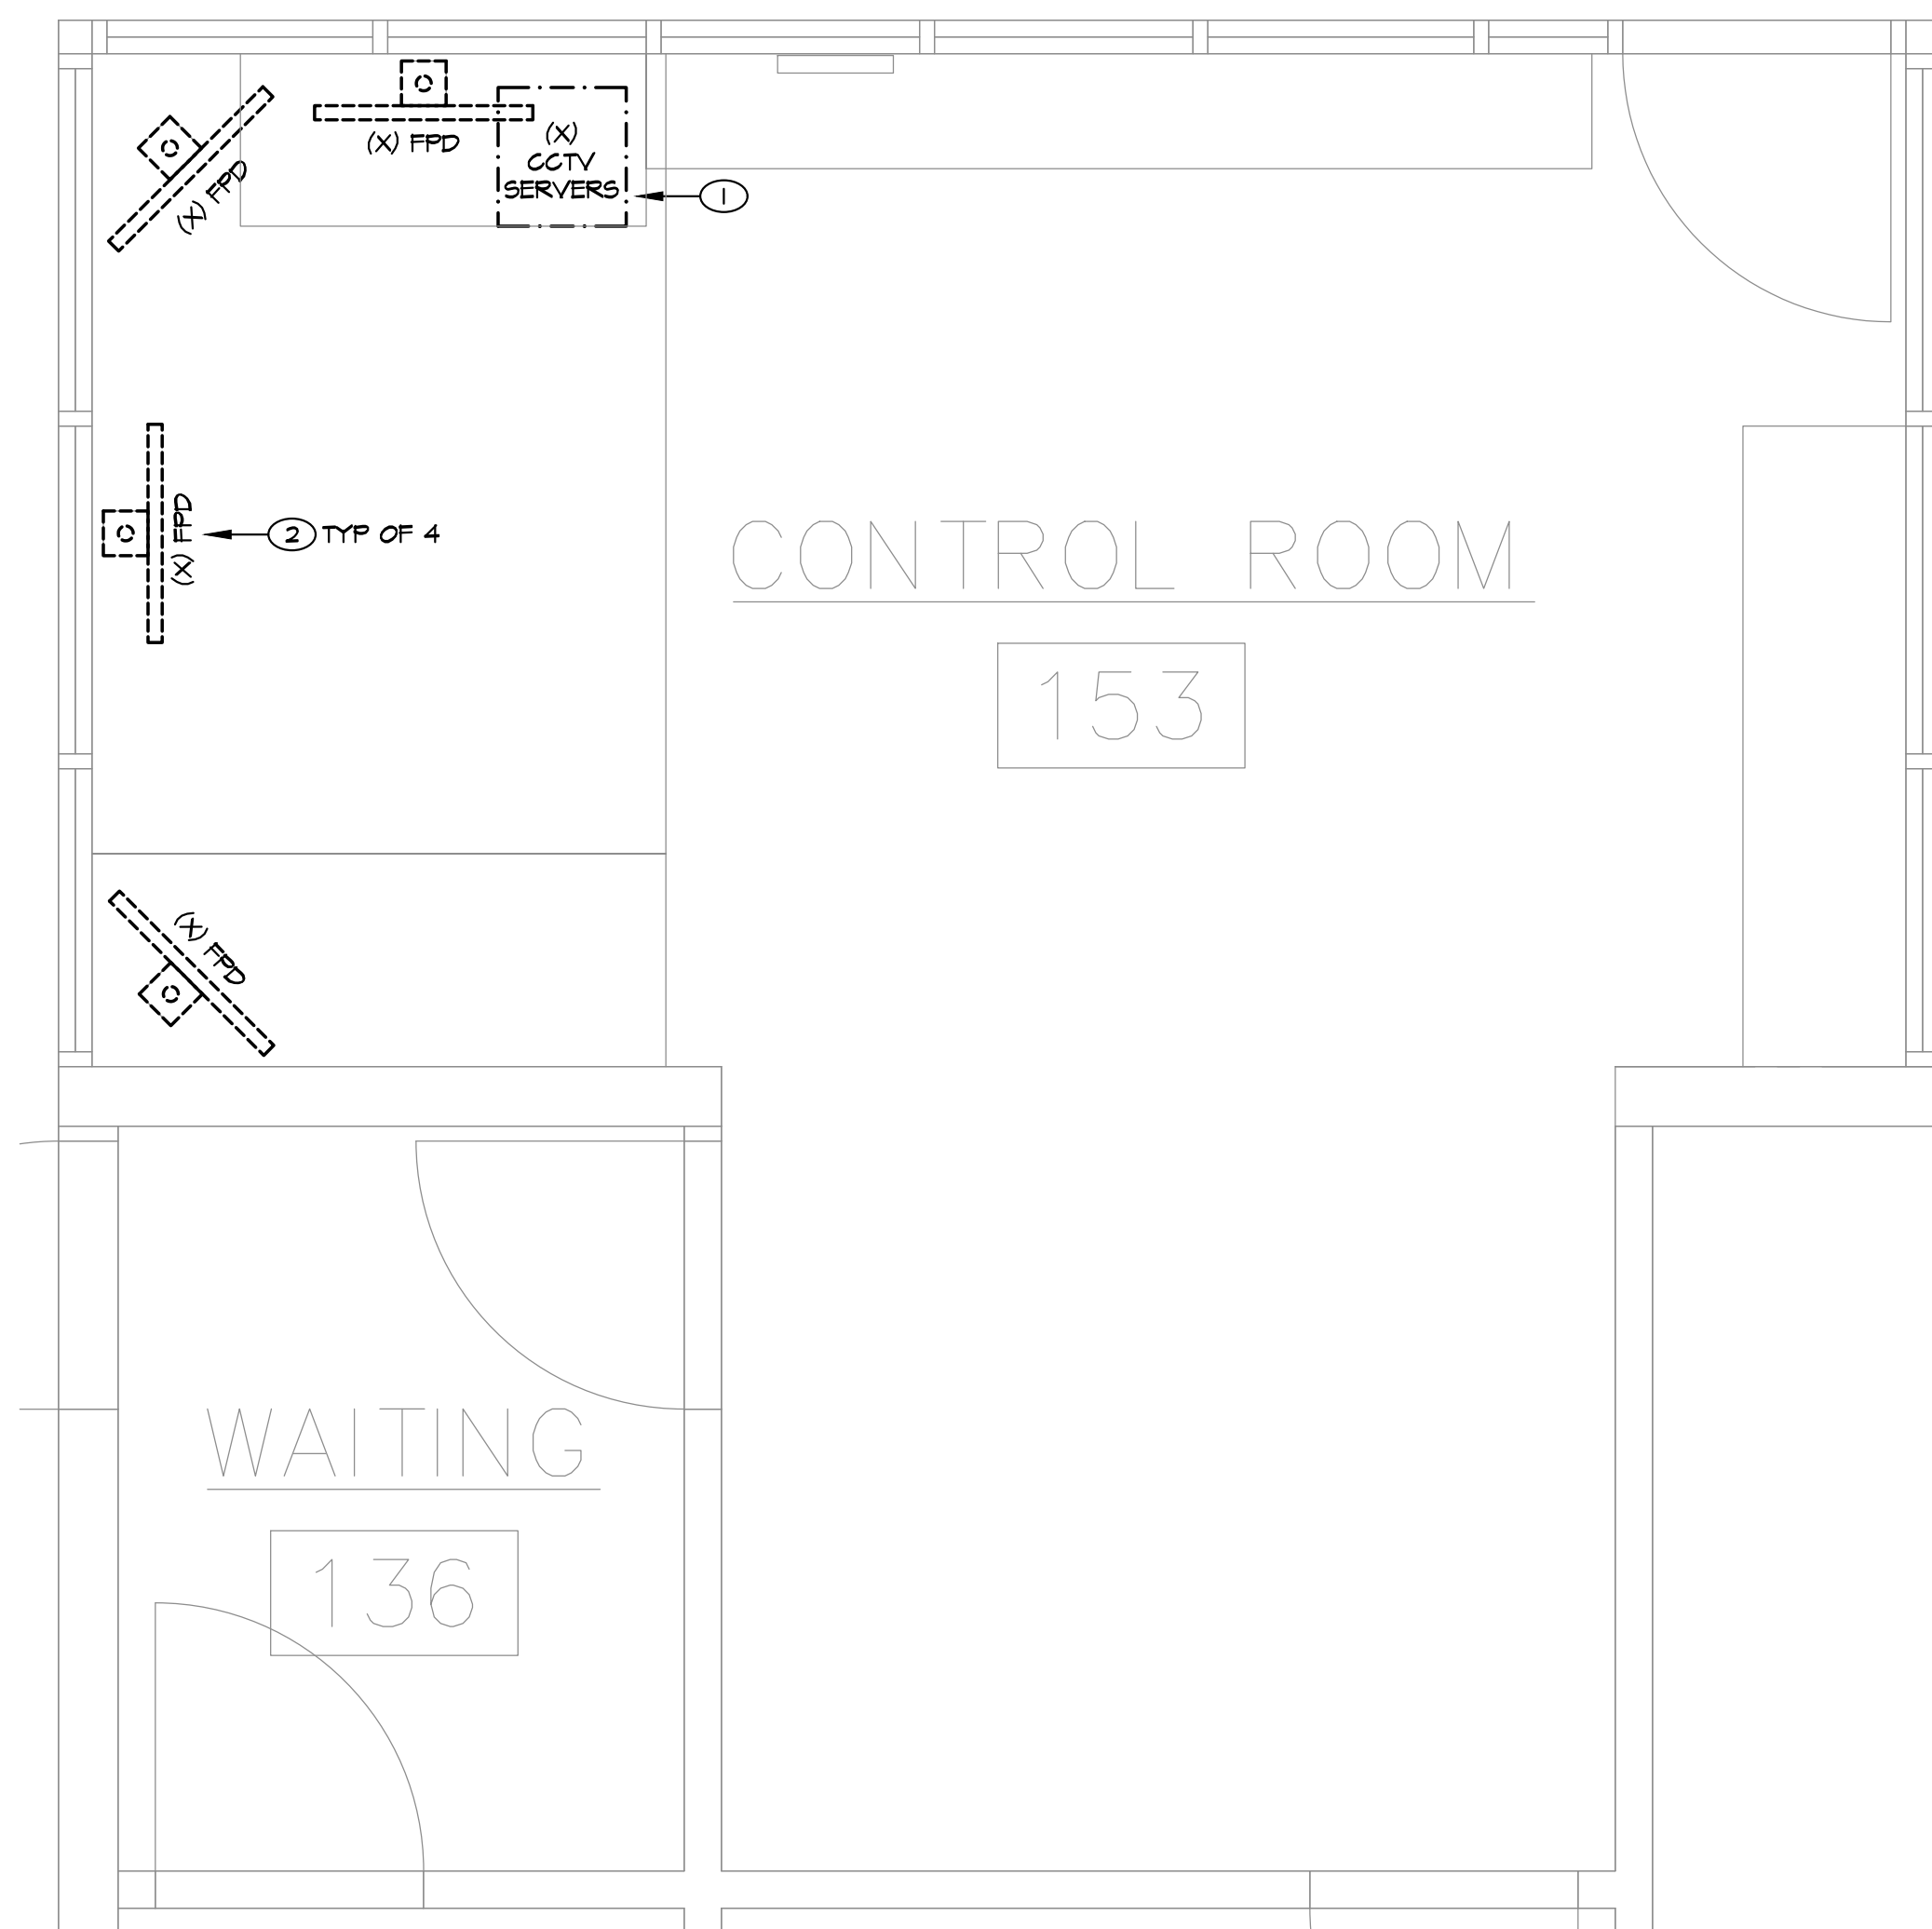 (X) FPD
(X) FPD
(X)
CCTV
SERVERS
1
(X) FPD
2 TYP OF 4
CONTROL ROOM
153
(X) FPD
WAITING
136